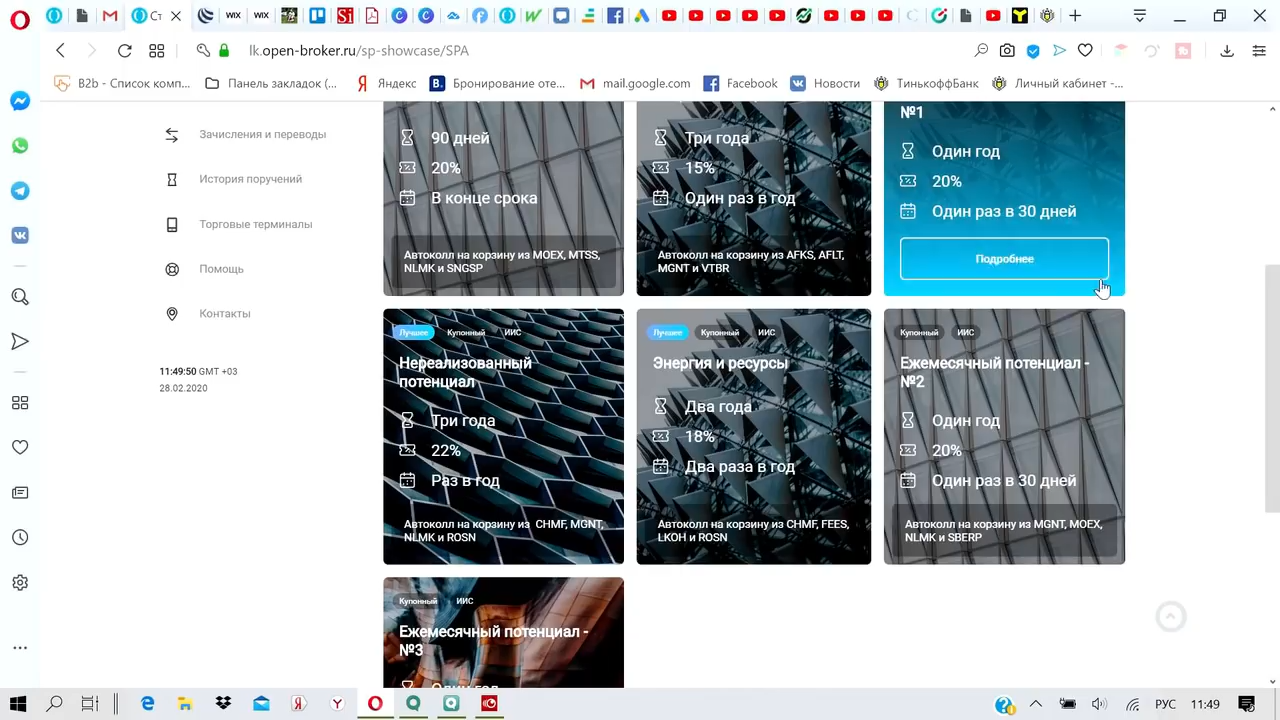 lk.open-broker.ru/sp-showcase/SPA
B2b - Список комп...
Панель закладок (...
Яндекс
Бронирование оте...
mail.google.com
Facebook
Новости
ТинькоффБанк
Личный кабинет -...
Зачисления и переводы
История поручений
Торговые терминалы
Помощь
Контакты
11:49:50 GMT +03
28.02.2020
90 дней
20%
В конце срока
Автоколл на корзину из MOEX, MTSS,
NLMK и SNGSP
Три года
15%
Один раз в год
Автоколл на корзину из AFKS, AFLT,
MGNT и VTBR
№1
Один год
20%
Один раз в 30 дней
Подробнее
Лучшее Купонный ИИС
Нереализованный
потенциал
Три года
22%
Раз в год
Автоколл на корзину из CHMF, MGNT,
NLMK и ROSN
Лучшее Купонный ИИС
Энергия и ресурсы
Два года
18%
Два раза в год
Автоколл на корзину из CHMF, FEES,
LKOH и ROSN
Купонный ИИС
Ежемесячный потенциал -
№2
Один год
20%
Один раз в 30 дней
Автоколл на корзину из MGNT, MOEX,
NLMK и SBERP
Купонный ИИС
Ежемесячный потенциал -
№3
Один год
РУС
11:49